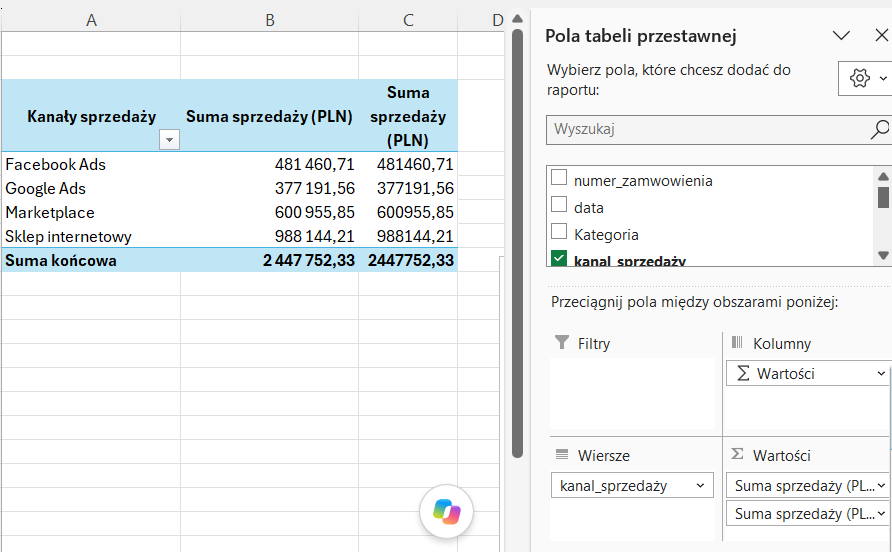 A B C D
Kanały sprzedaży Suma sprzedaży (PLN) Suma
sprzedaży
(PLN)
Facebook Ads 481 460,71 481460,71
Google Ads 377 191,56 377191,56
Marketplace 600 955,85 600955,85
Sklep internetowy 988 144,21 988144,21
Suma końcowa 2 447 752,33 2447752,33
Pola tabeli przestawnej
Wybierz pola, które chcesz dodać do
raportu:
Wyszukaj
numer_zamwowienia
data
Kategoria
kanal_sprzedaży
Przeciągnij pola między obszarami poniżej:
Filtry
Kolumny
Σ Wartości
Wiersze
Σ Wartości
kanal_sprzedaży
Suma sprzedaży (PL...
Suma sprzedaży (PL...